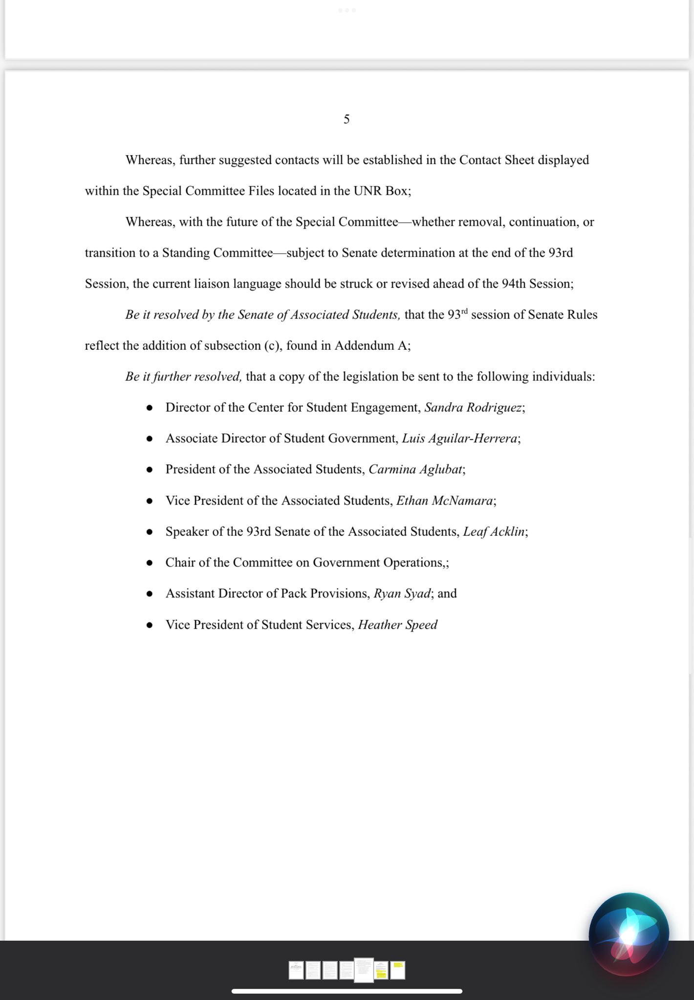 5
Whereas, further suggested contacts will be established in the Contact Sheet displayed
within the Special Committee Files located in the UNR Box;
Whereas, with the future of the Special Committee—whether removal, continuation, or
transition to a Standing Committee—subject to Senate determination at the end of the 93rd
Session, the current liaison language should be struck or revised ahead of the 94th Session;
Be it resolved by the Senate of Associated Students, that the 93rd session of Senate Rules
reflect the addition of subsection (c), found in Addendum A;
Be it further resolved, that a copy of the legislation be sent to the following individuals:
● Director of the Center for Student Engagement, Sandra Rodriguez;
● Associate Director of Student Government, Luis Aguilar-Herrera;
● President of the Associated Students, Carmina Aglubat;
● Vice President of the Associated Students, Ethan McNamara;
● Speaker of the 93rd Senate of the Associated Students, Leaf Acklin;
● Chair of the Committee on Government Operations,;
● Assistant Director of Pack Provisions, Ryan Syad; and
● Vice President of Student Services, Heather Speed